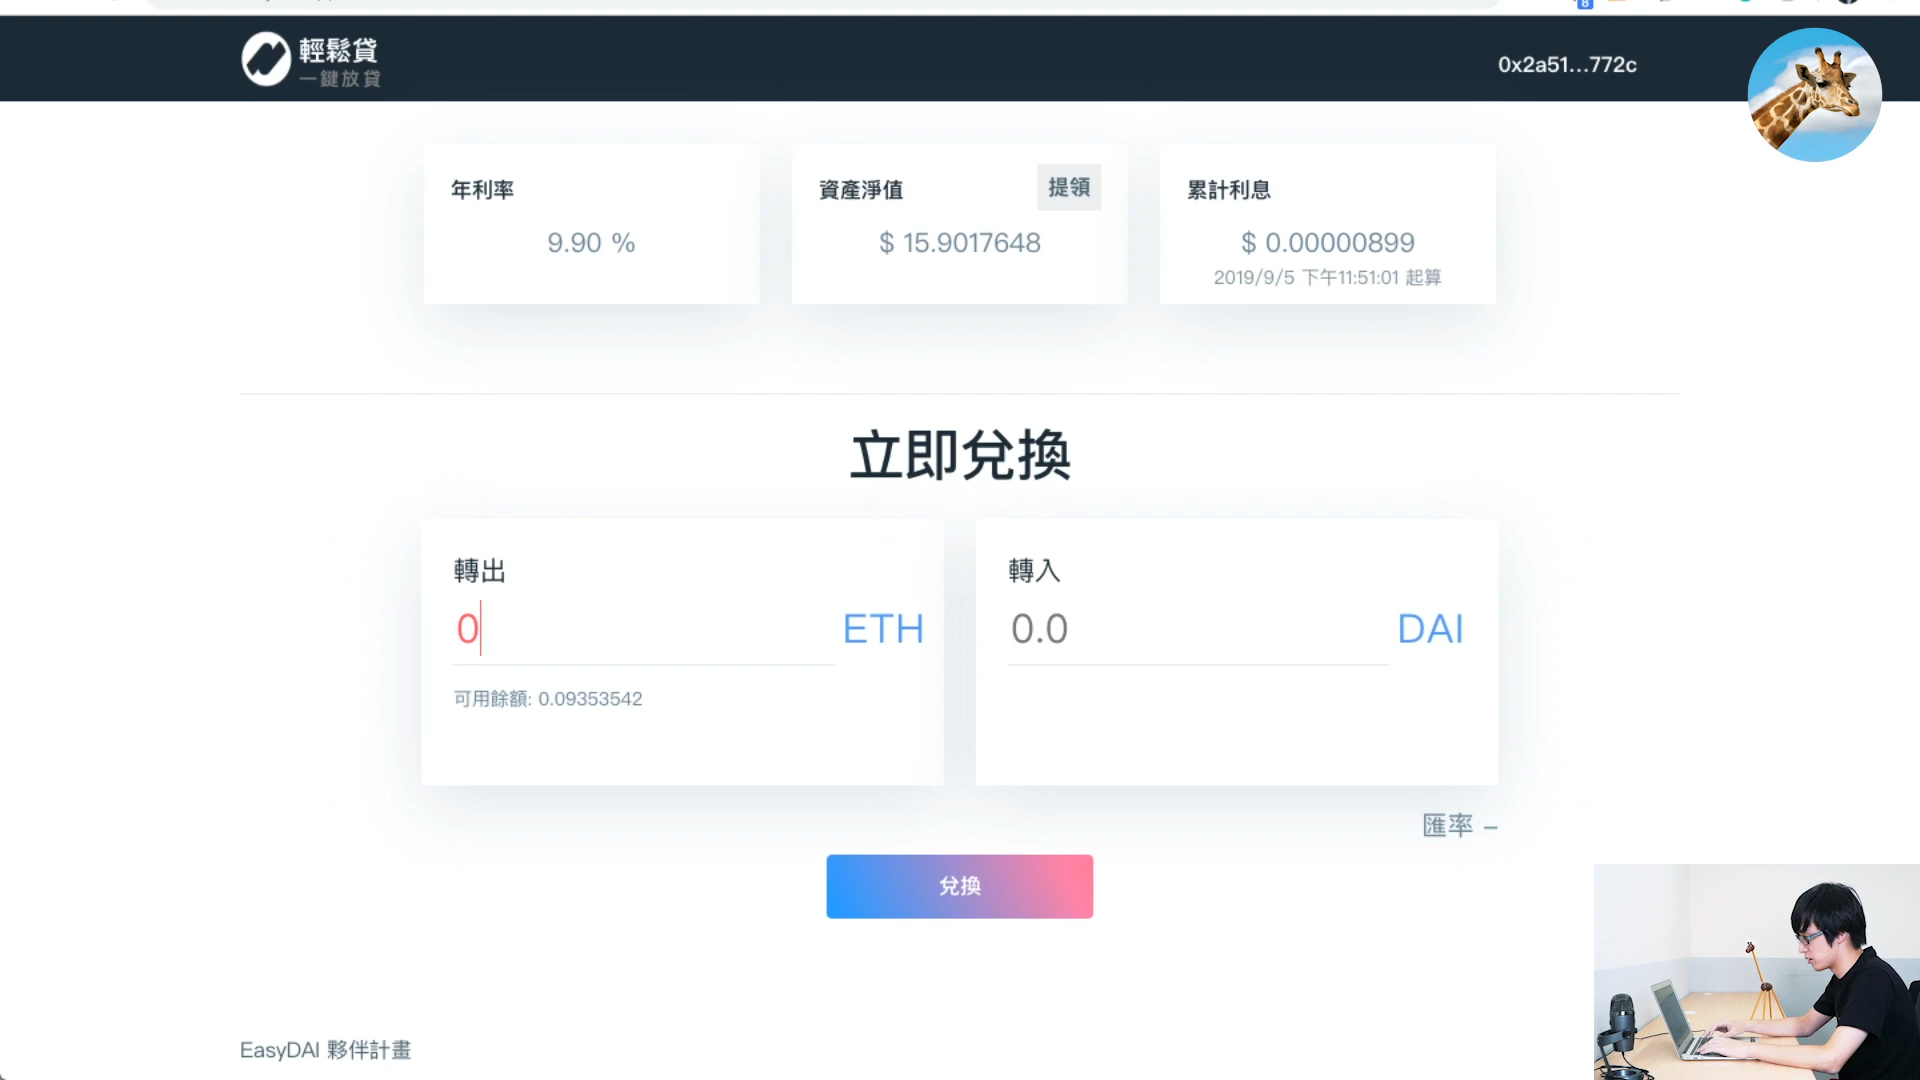 8
輕鬆貸
一鍵放貸
0x2a51...772c
年利率
9.90 %
資產淨值
提領
$ 15.9017648
累計利息
$ 0.00000899
2019/9/5 下午11:51:01 起算
立即兌換
轉出
0
ETH
可用餘額: 0.09353542
轉入
0.0
DAI
匯率 –
兌換
EasyDAI 夥伴計畫